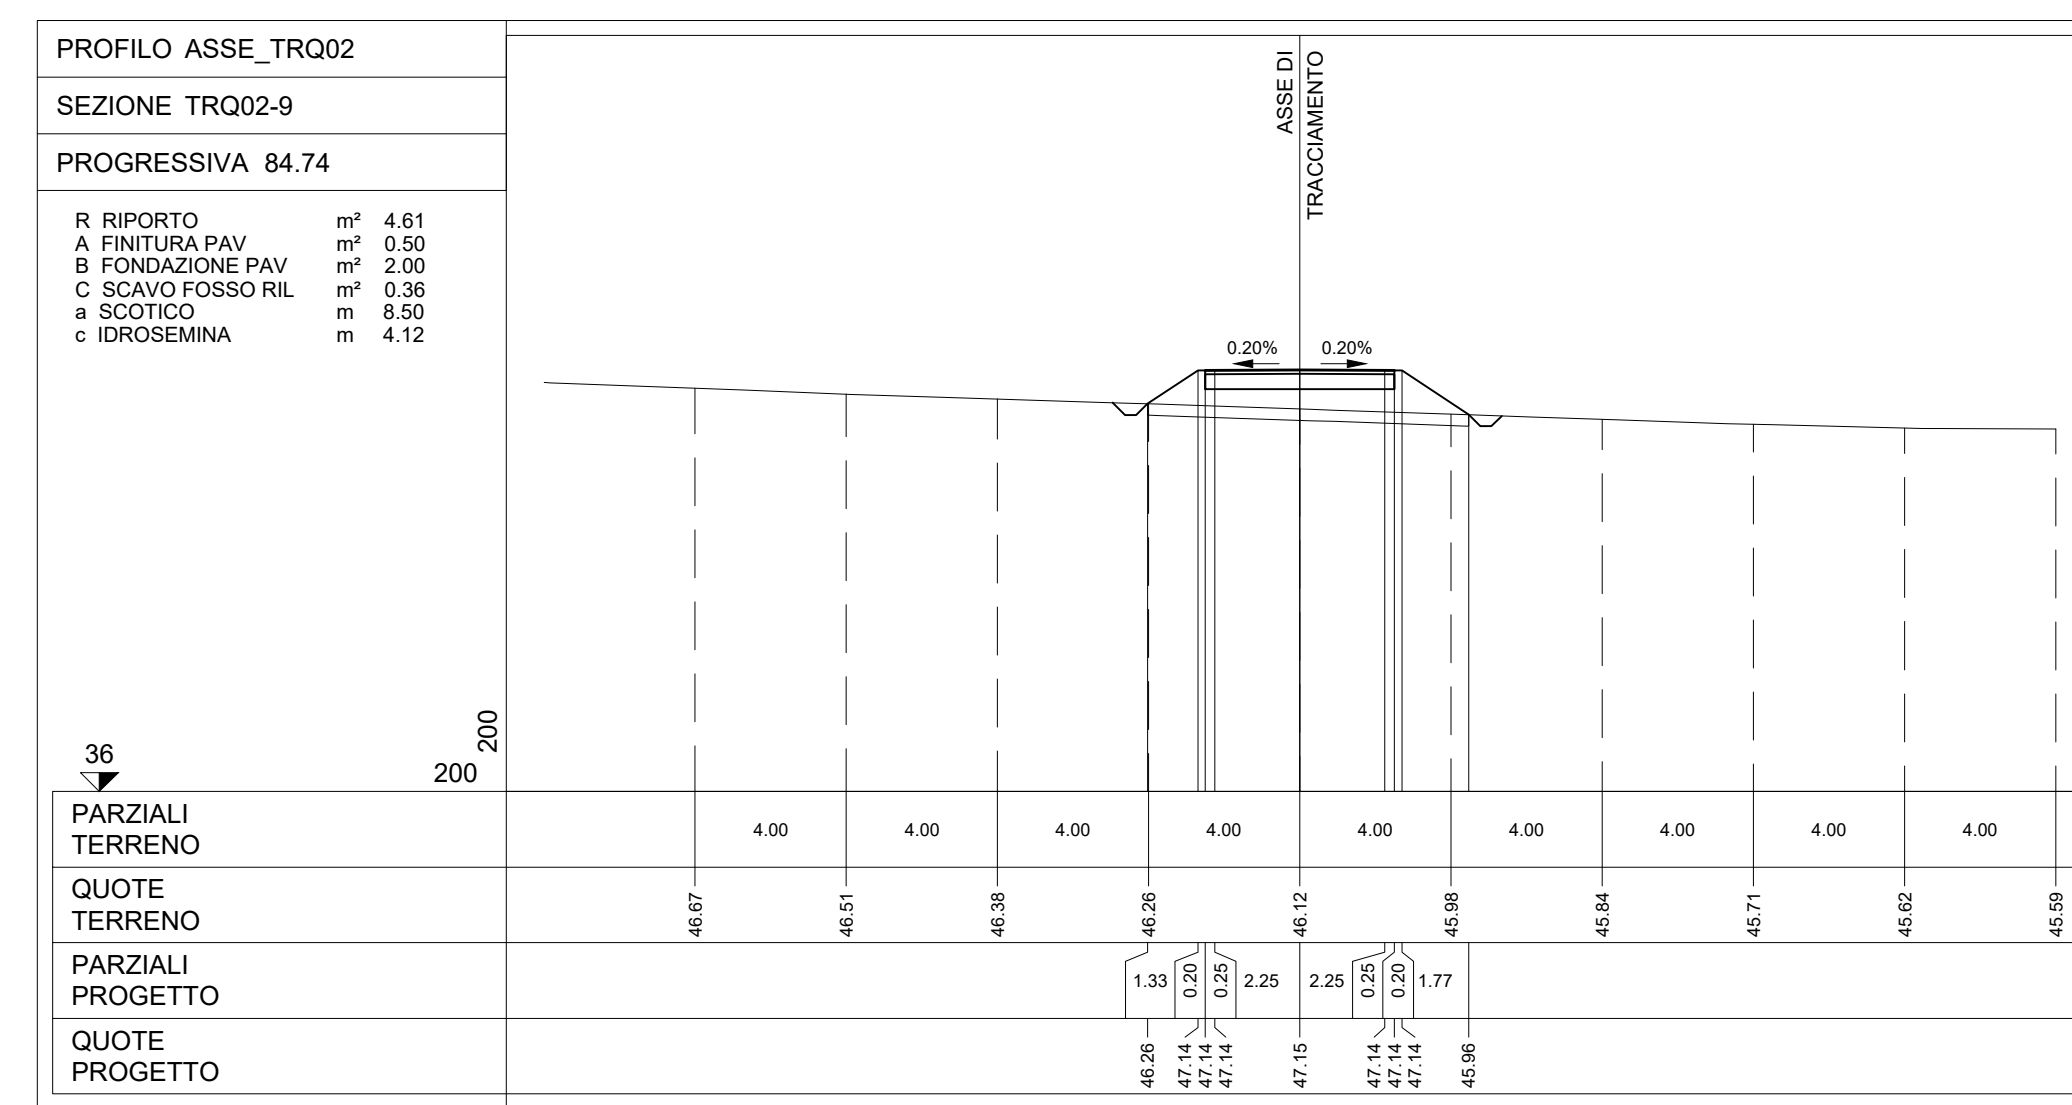 PROFILO ASSE_TRQ02
SEZIONE TRQ02-9
PROGRESSIVA 84.74
R RIPORTO m² 4.61
A FINITURA PAV m² 0.50
B FONDAZIONE PAV m² 2.00
C SCAVO FOSSO RIL m² 0.36
a SCOTICO m 8.50
c IDROSEMINA m 4.12
ASSE DI
TRACCIAMENTO
0.20% 0.20%
36
200
200
PARZIALI
TERRENO
4.00 4.00 4.00 4.00 4.00 4.00 4.00 4.00 4.00
QUOTE
TERRENO
46.67 46.51 46.38 46.26 46.12 45.98 45.84 45.71 45.62 45.59
PARZIALI
PROGETTO
1.33 0.20 0.25 2.25 2.25 0.25 0.20 1.77
QUOTE
PROGETTO
46.26 47.14 47.14 47.14 47.15 47.14 47.14 47.14 45.96